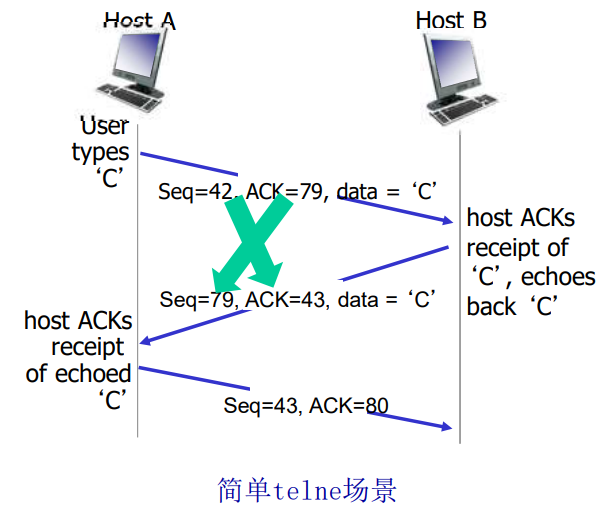 Host A
Host B
User
types
‘C’
Seq=42, ACK=79, data = ‘C’
host ACKs
receipt of
‘C’, echoes
back ‘C’
Seq=79, ACK=43, data = ‘C’
host ACKs
receipt
of echoed
‘C’
Seq=43, ACK=80
简单telne场景